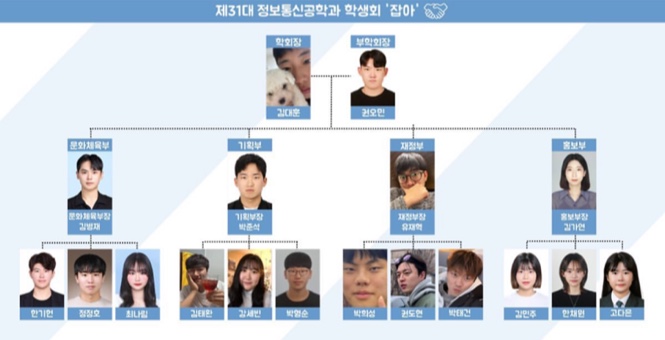 제31대 정보통신공학과 학생회 '잡아'
학회장
부학회장
김대훈
권오민
문화체육부
기획부
재정부
홍보부
문화체육부장
김병재
기획부장
박준석
재정부장
유재혁
홍보부장
김가연
한기헌
정장호
최나림
김태완
강세빈
박형순
박희성
권도현
박태건
김민주
한채원
고다은